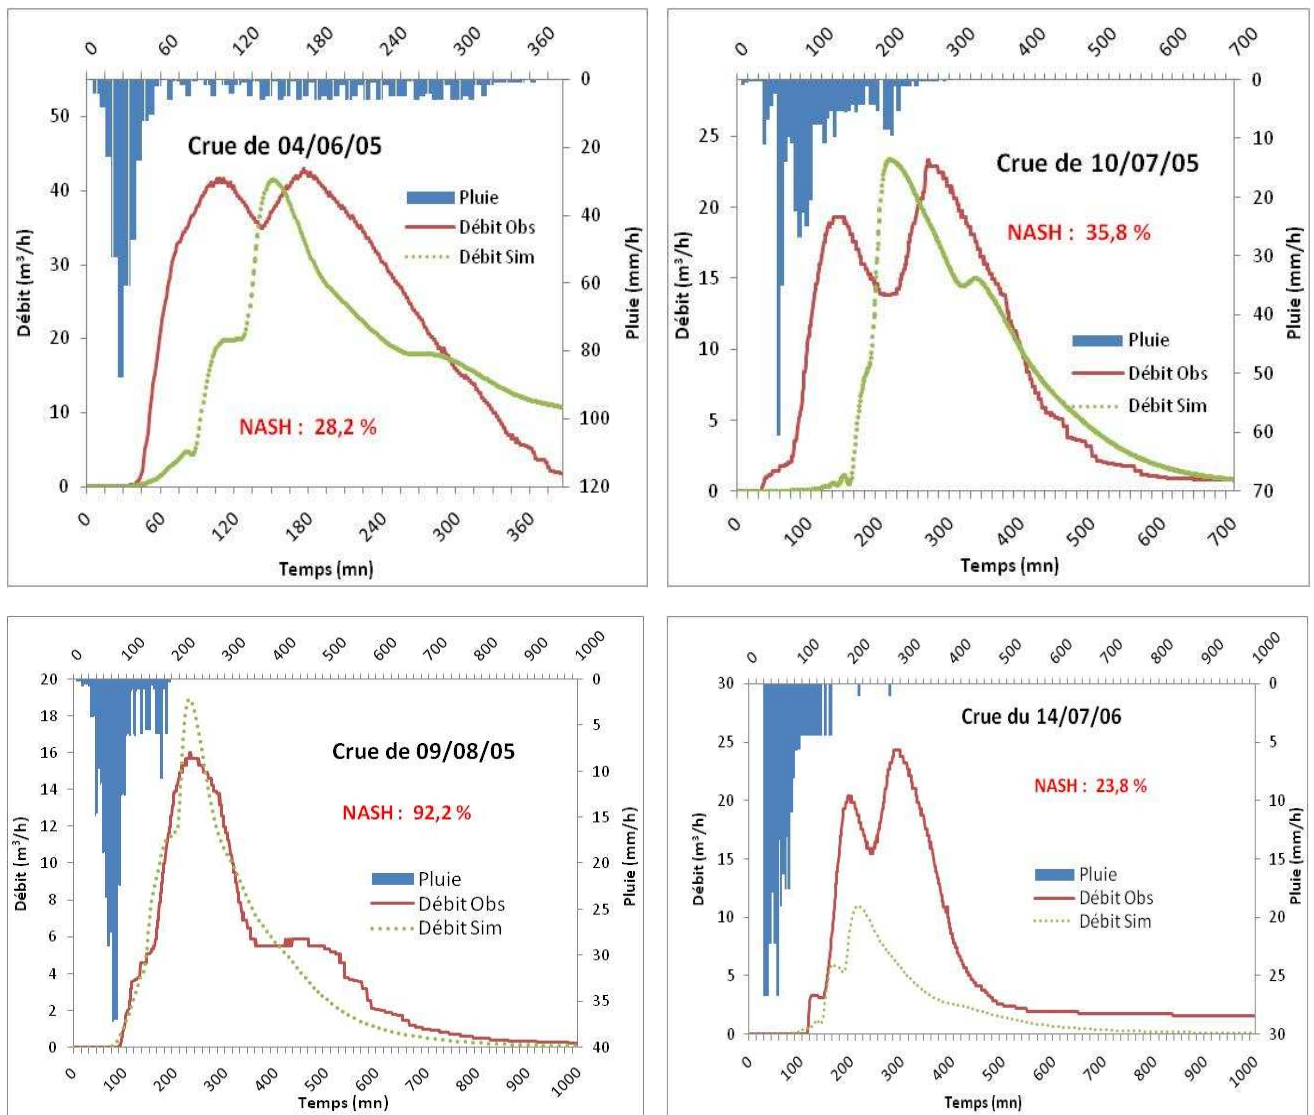 0 60 120 180 240 300 360
0 10 20 30 40 50
Débit (m³/h)
0 20 40 60 80 100 120
Pluie (mm/h)
Crue de 04/06/05
Pluie
Débit Obs
Débit Sim
NASH : 28,2 %
0 60 120 180 240 300 360
Temps (mn)
0 100 200 300 400 500 600 700
0 5 10 15 20 25
Débit (m³/h)
0 10 20 30 40 50 60 70
Pluie (mm/h)
Crue de 10/07/05
NASH : 35,8 %
Pluie
Débit Obs
Débit Sim
0 100 200 300 400 500 600 700
Temps (mn)
0 100 200 300 400 500 600 700 800 900 1000
0 2 4 6 8 10 12 14 16 18 20
Débit (m³/h)
0 5 10 15 20 25 30 35 40
Pluie (mm/h)
Crue de 09/08/05
NASH : 92,2 %
Pluie
Débit Obs
Débit Sim
0 100 200 300 400 500 600 700 800 900 1000
Temps (mn)
0 100 200 300 400 500 600 700 800 900 1000
0 5 10 15 20 25 30
Débit (m³/h)
0 5 10 15 20 25 30
Pluie (mm/h)
Crue du 14/07/06
NASH : 23,8 %
Pluie
Débit Obs
Débit Sim
0 100 200 300 400 500 600 700 800 900 1000
Temps (mn)